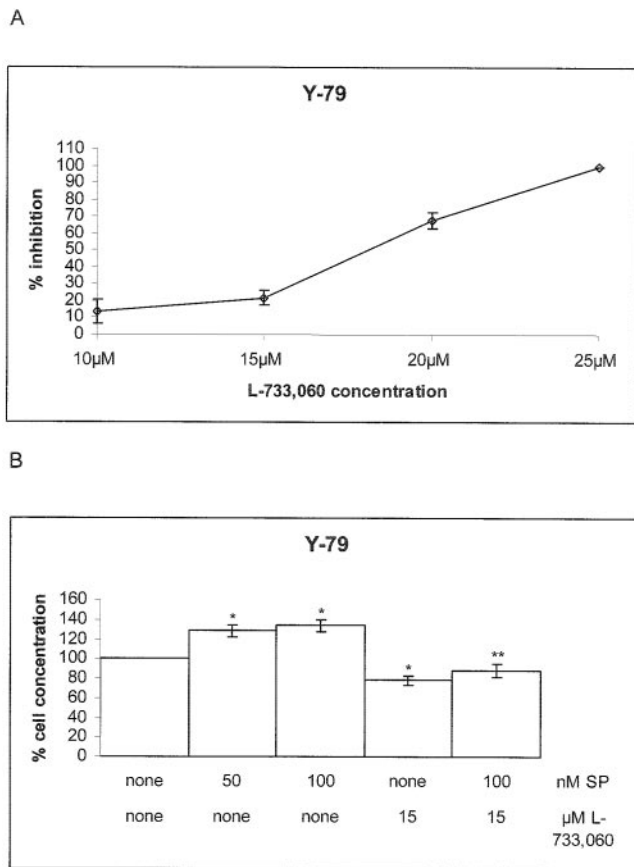 A
Y-79
% inhibition
110
100
90
80
70
60
50
40
30
20
10
0
10µM 15µM 20µM 25µM
L-733,060 concentration
B
Y-79
% cell concentration
160
140
120
100
80
60
40
20
0
* * * **
none 50 100 none 100 nM SP
none none none 15 15 µM L-
733,060